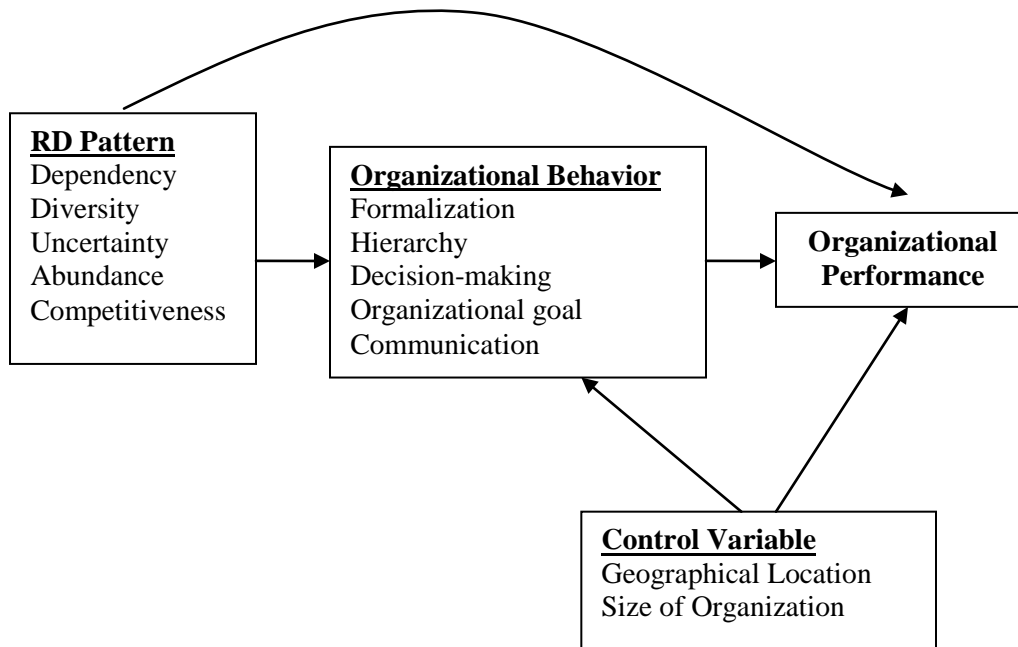 RD Pattern
Dependency
Diversity
Uncertainty
Abundance
Competitiveness
Organizational Behavior
Formalization
Hierarchy
Decision-making
Organizational goal
Communication
Organizational
Performance
Control Variable
Geographical Location
Size of Organization